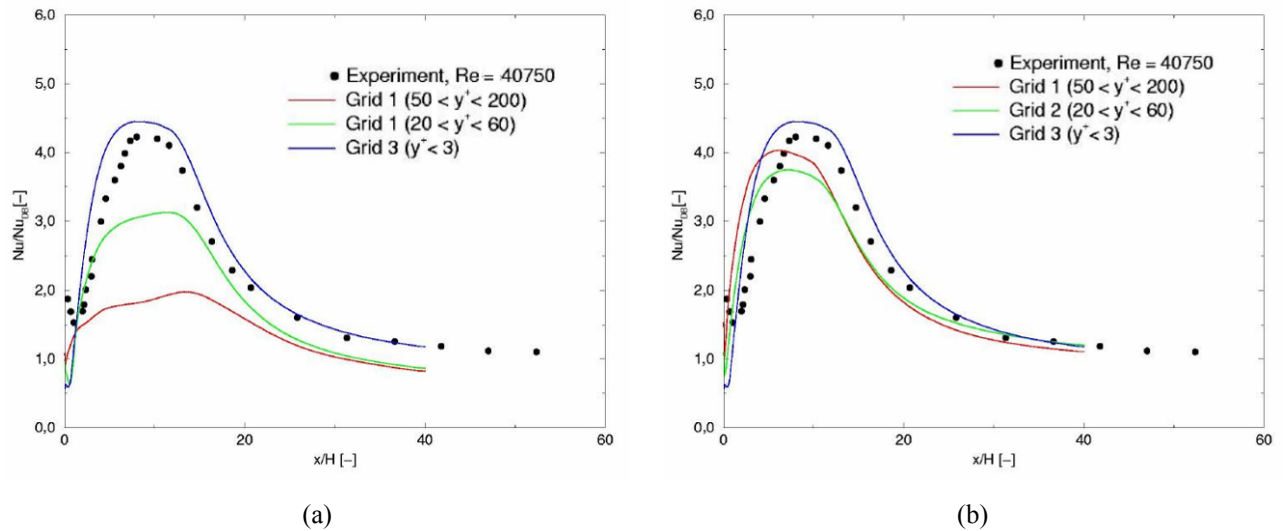 6,0
5,0
4,0
3,0
2,0
1,0
0,0
Nu/Nu_DB[–]
Experiment, Re = 40750
Grid 1 (50 < y⁺< 200)
Grid 1 (20 < y⁺< 60)
Grid 3 (y⁺< 3)
0 20 40 60
x/H [–]
(a)
6,0
5,0
4,0
3,0
2,0
1,0
0,0
Nu/Nu_DB[–]
Experiment, Re = 40750
Grid 1 (50 < y⁺< 200)
Grid 2 (20 < y⁺< 60)
Grid 3 (y⁺< 3)
0 20 40 60
x/H [–]
(b)